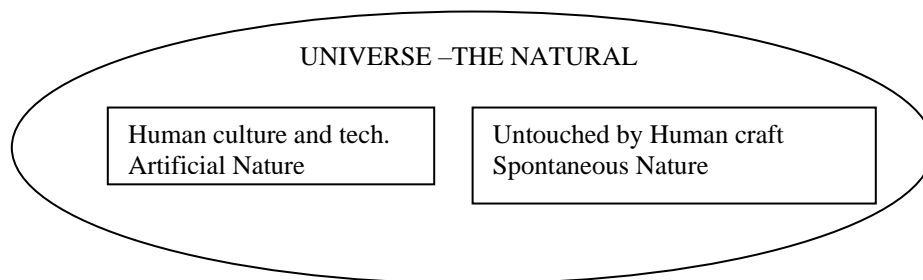 UNIVERSE –THE NATURAL
Human culture and tech.
Artificial Nature
Untouched by Human craft
Spontaneous Nature